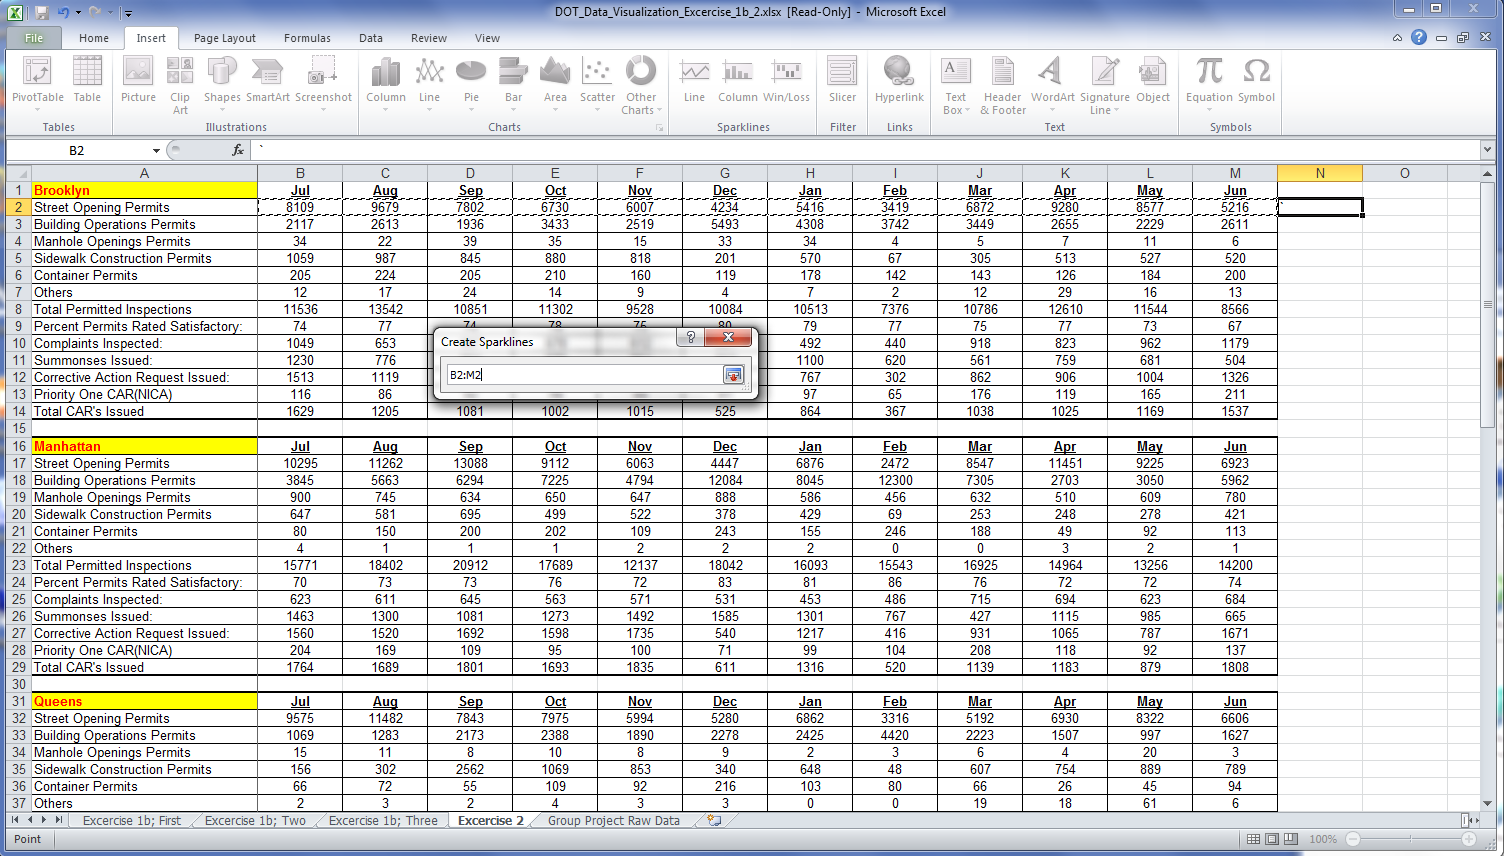 DOT_Data_Visualization_Excercise_1b_2.xlsx [Read-Only] - Microsoft Excel
File Home Insert Page Layout Formulas Data Review View
PivotTable Table Picture Clip Art Shapes SmartArt Screenshot Column Line Pie Bar Area Scatter Other Charts Line Column Win/Loss Slicer Hyperlink Text Box Header & Footer WordArt Signature Line Object Equation Symbol
Tables Illustrations Charts Sparklines Filter Links Text Symbols
B2 fx `
A B C D E F G H I J K L M N O
1 Brooklyn Jul Aug Sep Oct Nov Dec Jan Feb Mar Apr May Jun
2 Street Opening Permits 8109 9679 7802 6730 6007 4234 5416 3419 6872 9280 8577 5216 `
3 Building Operations Permits 2117 2613 1936 3433 2519 5493 4308 3742 3449 2655 2229 2611
4 Manhole Openings Permits 34 22 39 35 15 33 34 4 5 7 11 6
5 Sidewalk Construction Permits 1059 987 845 880 818 201 570 67 305 513 527 520
6 Container Permits 205 224 205 210 160 119 178 142 143 126 184 200
7 Others 12 17 24 14 9 4 7 2 12 29 16 13
8 Total Permitted Inspections 11536 13542 10851 11302 9528 10084 10513 7376 10786 12610 11544 8566
9 Percent Permits Rated Satisfactory: 74 77 74 78 76 80 79 77 75 77 73 67
10 Complaints Inspected: 1049 653 492 440 918 823 962 1179
Create Sparklines
11 Summonses Issued: 1230 776 1100 620 561 759 681 504
12 Corrective Action Request Issued: 1513 1119 767 302 862 906 1004 1326
B2:M2
13 Priority One CAR(NICA) 116 86 97 65 176 119 165 211
14 Total CAR's Issued 1629 1205 1081 1002 1015 525 864 367 1038 1025 1169 1537
15
16 Manhattan Jul Aug Sep Oct Nov Dec Jan Feb Mar Apr May Jun
17 Street Opening Permits 10295 11262 13088 9112 6063 4447 6876 2472 8547 11451 9225 6923
18 Building Operations Permits 3845 5663 6294 7225 4794 12084 8045 12300 7305 2703 3050 5962
19 Manhole Openings Permits 900 745 634 650 647 888 586 456 632 510 609 780
20 Sidewalk Construction Permits 647 581 695 499 522 378 429 69 253 248 278 421
21 Container Permits 80 150 200 202 109 243 155 246 188 49 92 113
22 Others 4 1 1 1 2 2 2 0 0 3 2 1
23 Total Permitted Inspections 15771 18402 20912 17689 12137 18042 16093 15543 16925 14964 13256 14200
24 Percent Permits Rated Satisfactory: 70 73 73 76 72 83 81 86 76 72 72 74
25 Complaints Inspected: 623 611 645 563 571 531 453 486 715 694 623 684
26 Summonses Issued: 1463 1300 1081 1273 1492 1585 1301 767 427 1115 985 665
27 Corrective Action Request Issued: 1560 1520 1692 1598 1735 540 1217 416 931 1065 787 1671
28 Priority One CAR(NICA) 204 169 109 95 100 71 99 104 208 118 92 137
29 Total CAR's Issued 1764 1689 1801 1693 1835 611 1316 520 1139 1183 879 1808
30
31 Queens Jul Aug Sep Oct Nov Dec Jan Feb Mar Apr May Jun
32 Street Opening Permits 9575 11482 7843 7975 5994 5280 6862 3316 5192 6930 8322 6606
33 Building Operations Permits 1069 1283 2173 2388 1890 2278 2425 4420 2223 1507 997 1627
34 Manhole Openings Permits 15 11 8 10 8 9 2 3 6 4 20 3
35 Sidewalk Construction Permits 156 302 2562 1069 853 340 648 48 607 754 889 789
36 Container Permits 66 72 55 109 92 216 103 80 66 26 45 94
37 Others 2 3 2 4 3 3 0 0 19 18 61 6
Excercise 1b; First Excercise 1b; Two Excercise 1b; Three Excercise 2 Group Project Raw Data
Point 100%